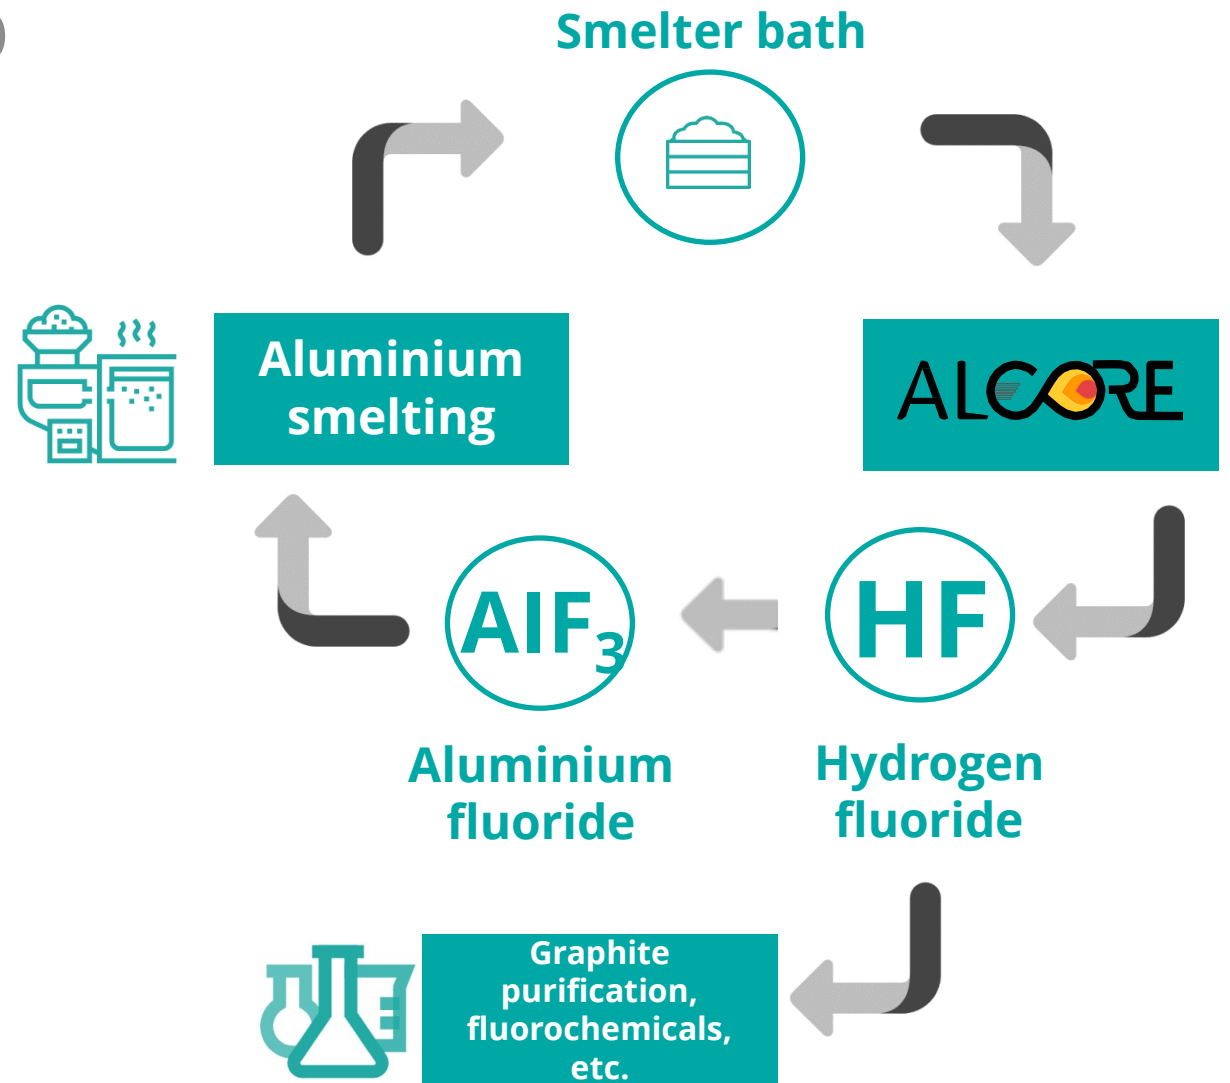 Smelter bath
Aluminium
smelting
ALCORE
AlF3
HF
Aluminium
fluoride
Hydrogen
fluoride
Graphite
purification,
fluorochemicals,
etc.